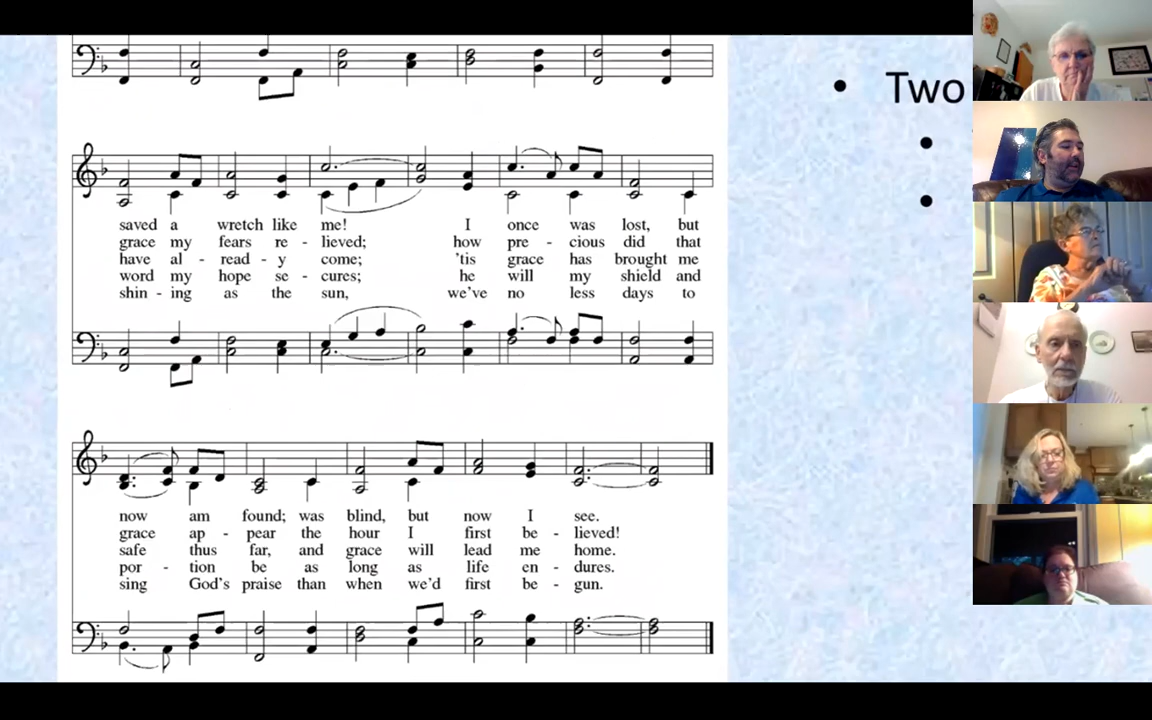 Two
saved a wretch like me! I once was lost, but
grace my fears re - lieved; how pre - cious did that
have al - read - y come; 'tis grace has brought me
word my hope se - cures; he will my shield and
shin - ing as the sun, we've no less days to
now am found; was blind, but now I see.
grace ap - pear the hour I first be - lieved!
safe thus far, and grace will lead me home.
por - tion be as long as life en - dures.
sing God's praise than when we'd first be - gun.